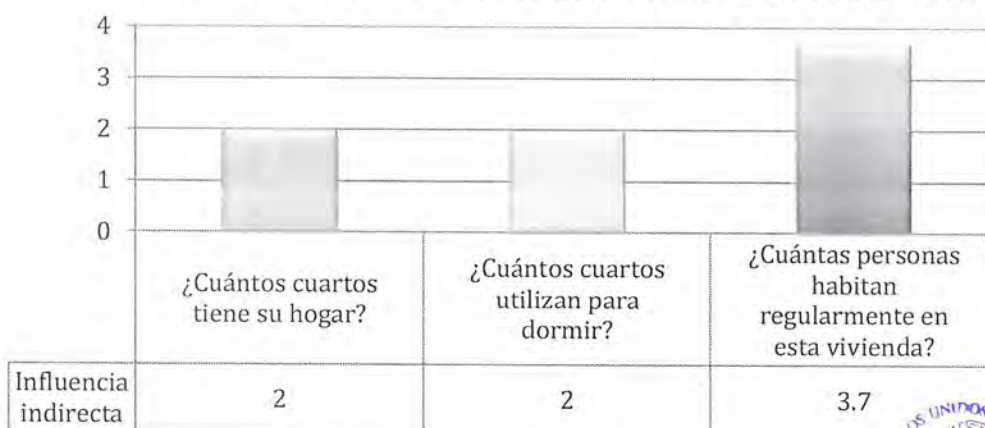 4
3
2
1
0
¿Cuántos cuartos
tiene su hogar?
¿Cuántos cuartos
utilizan para
dormir?
¿Cuántas personas
habitan
regularmente en
esta vivienda?
Influencia
indirecta
2
2
3.7
UNIDOS